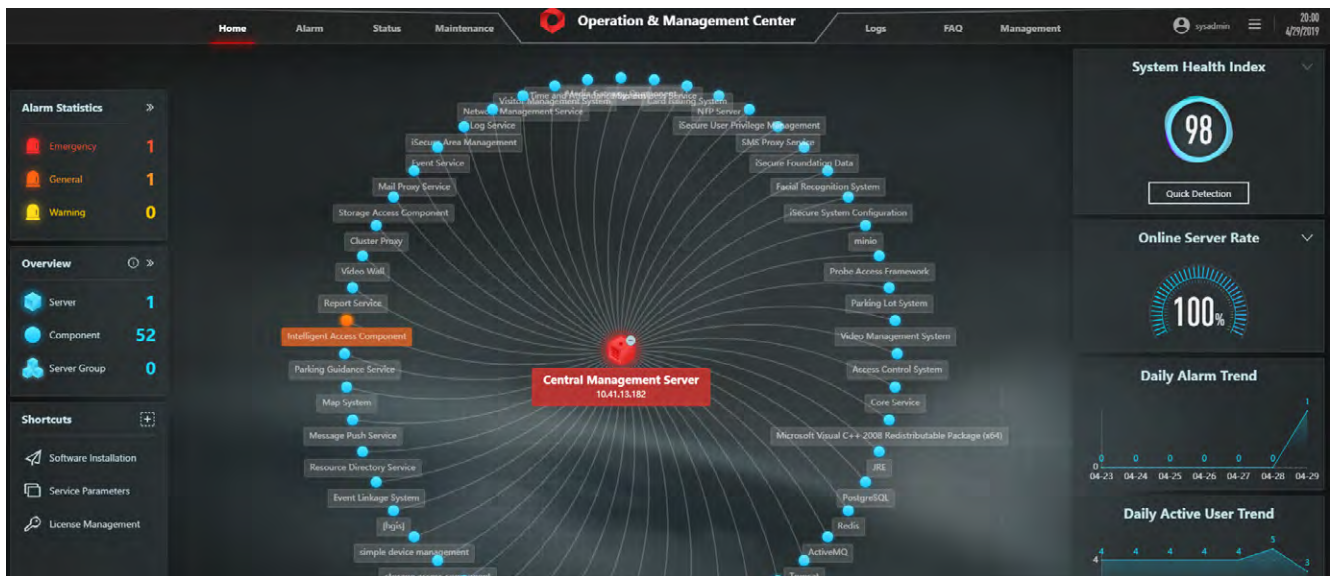 Home
Alarm
Status
Maintenance
Operation & Management Center
Logs
FAQ
Management
sysadmin
20:00
4/29/2019
Alarm Statistics
Emergency 1
General 1
Warning 0
Overview
Server 1
Component 52
Server Group 0
Shortcuts
Software Installation
Service Parameters
License Management
Visitor Management System
Network Management Service
Log Service
iSecure Area Management
Event Service
Mail Proxy Service
Storage Access Component
Cluster Proxy
Video Wall
Report Service
Intelligent Access Component
Parking Guidance Service
Map System
Message Push Service
Resource Directory Service
Event Linkage System
[hgis]
simple device management
Central Management Server
10.41.13.182
NTP Server
iSecure User Privilege Management
SMS Proxy Service
iSecure Foundation Data
Facial Recognition System
iSecure System Configuration
minio
Probe Access Framework
Parking Lot System
Video Management System
Access Control System
Core Service
Microsoft Visual C++ 2008 Redistributable Package (x64)
JRE
PostgreSQL
Redis
ActiveMQ
System Health Index
98
Quick Detection
Online Server Rate
100%
Daily Alarm Trend
1
0 0 0 0 0 0
0
04-23 04-24 04-25 04-26 04-27 04-28 04-29
Daily Active User Trend
5
4 4 4 4 4
3
4